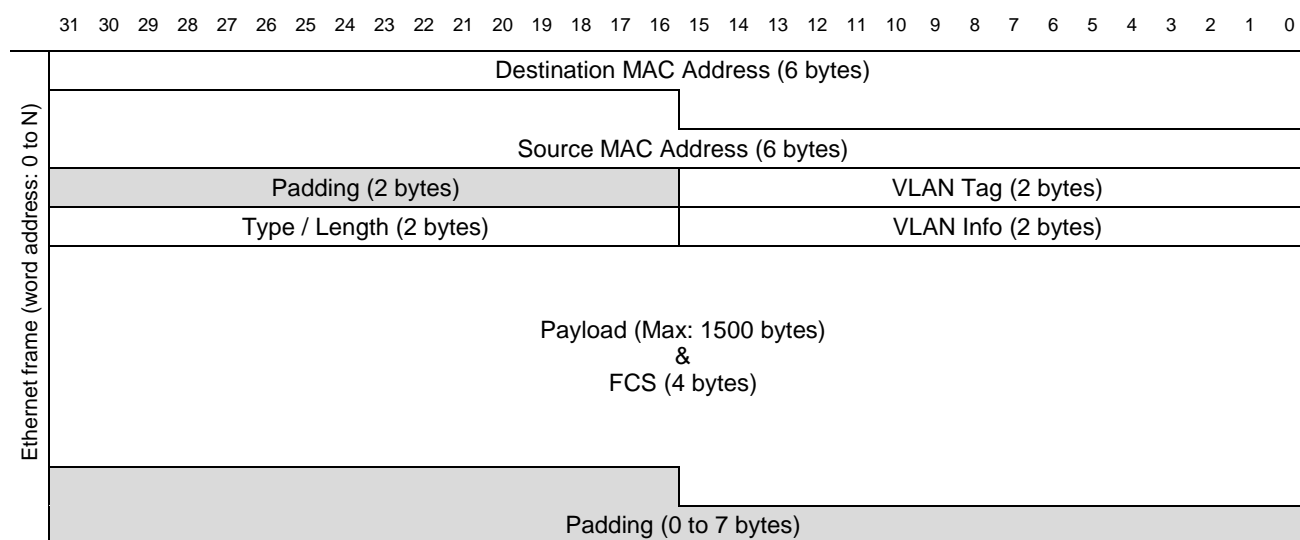 31 30 29 28 27 26 25 24 23 22 21 20 19 18 17 16 15 14 13 12 11 10 9 8 7 6 5 4 3 2 1 0
Ethernet frame (word address: 0 to N)
Destination MAC Address (6 bytes)
Source MAC Address (6 bytes)
Padding (2 bytes) VLAN Tag (2 bytes)
Type / Length (2 bytes) VLAN Info (2 bytes)
Payload (Max: 1500 bytes)
&
FCS (4 bytes)
Padding (0 to 7 bytes)